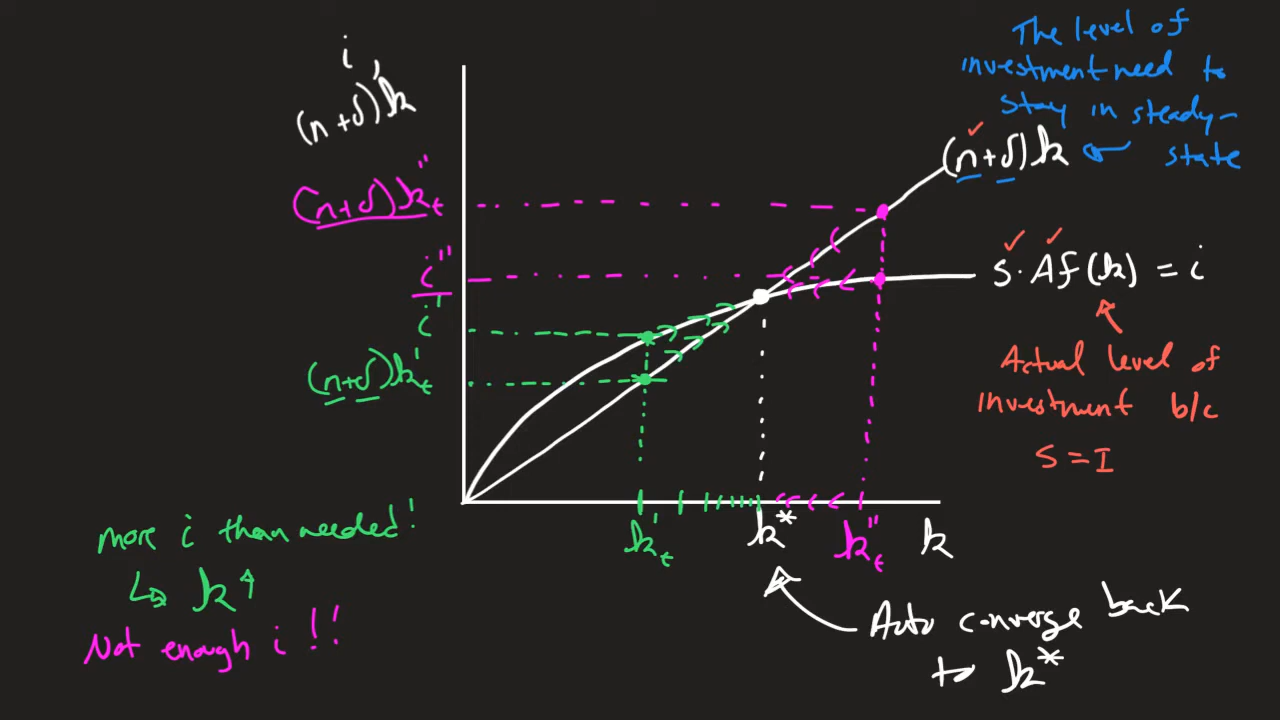 i
(n+δ)'k
(n+δ)k''ₜ
i''
i'
(n+δ)k'ₜ
The level of
investment need to
stay in steady-
state
(n+δ)k
s·Af(k) = i
Actual level of
investment b/c
S = I
k'ₜ
k*
k''ₜ
k
more i than needed!
↳ k↑
Not enough i!!
Auto converge back
to k*